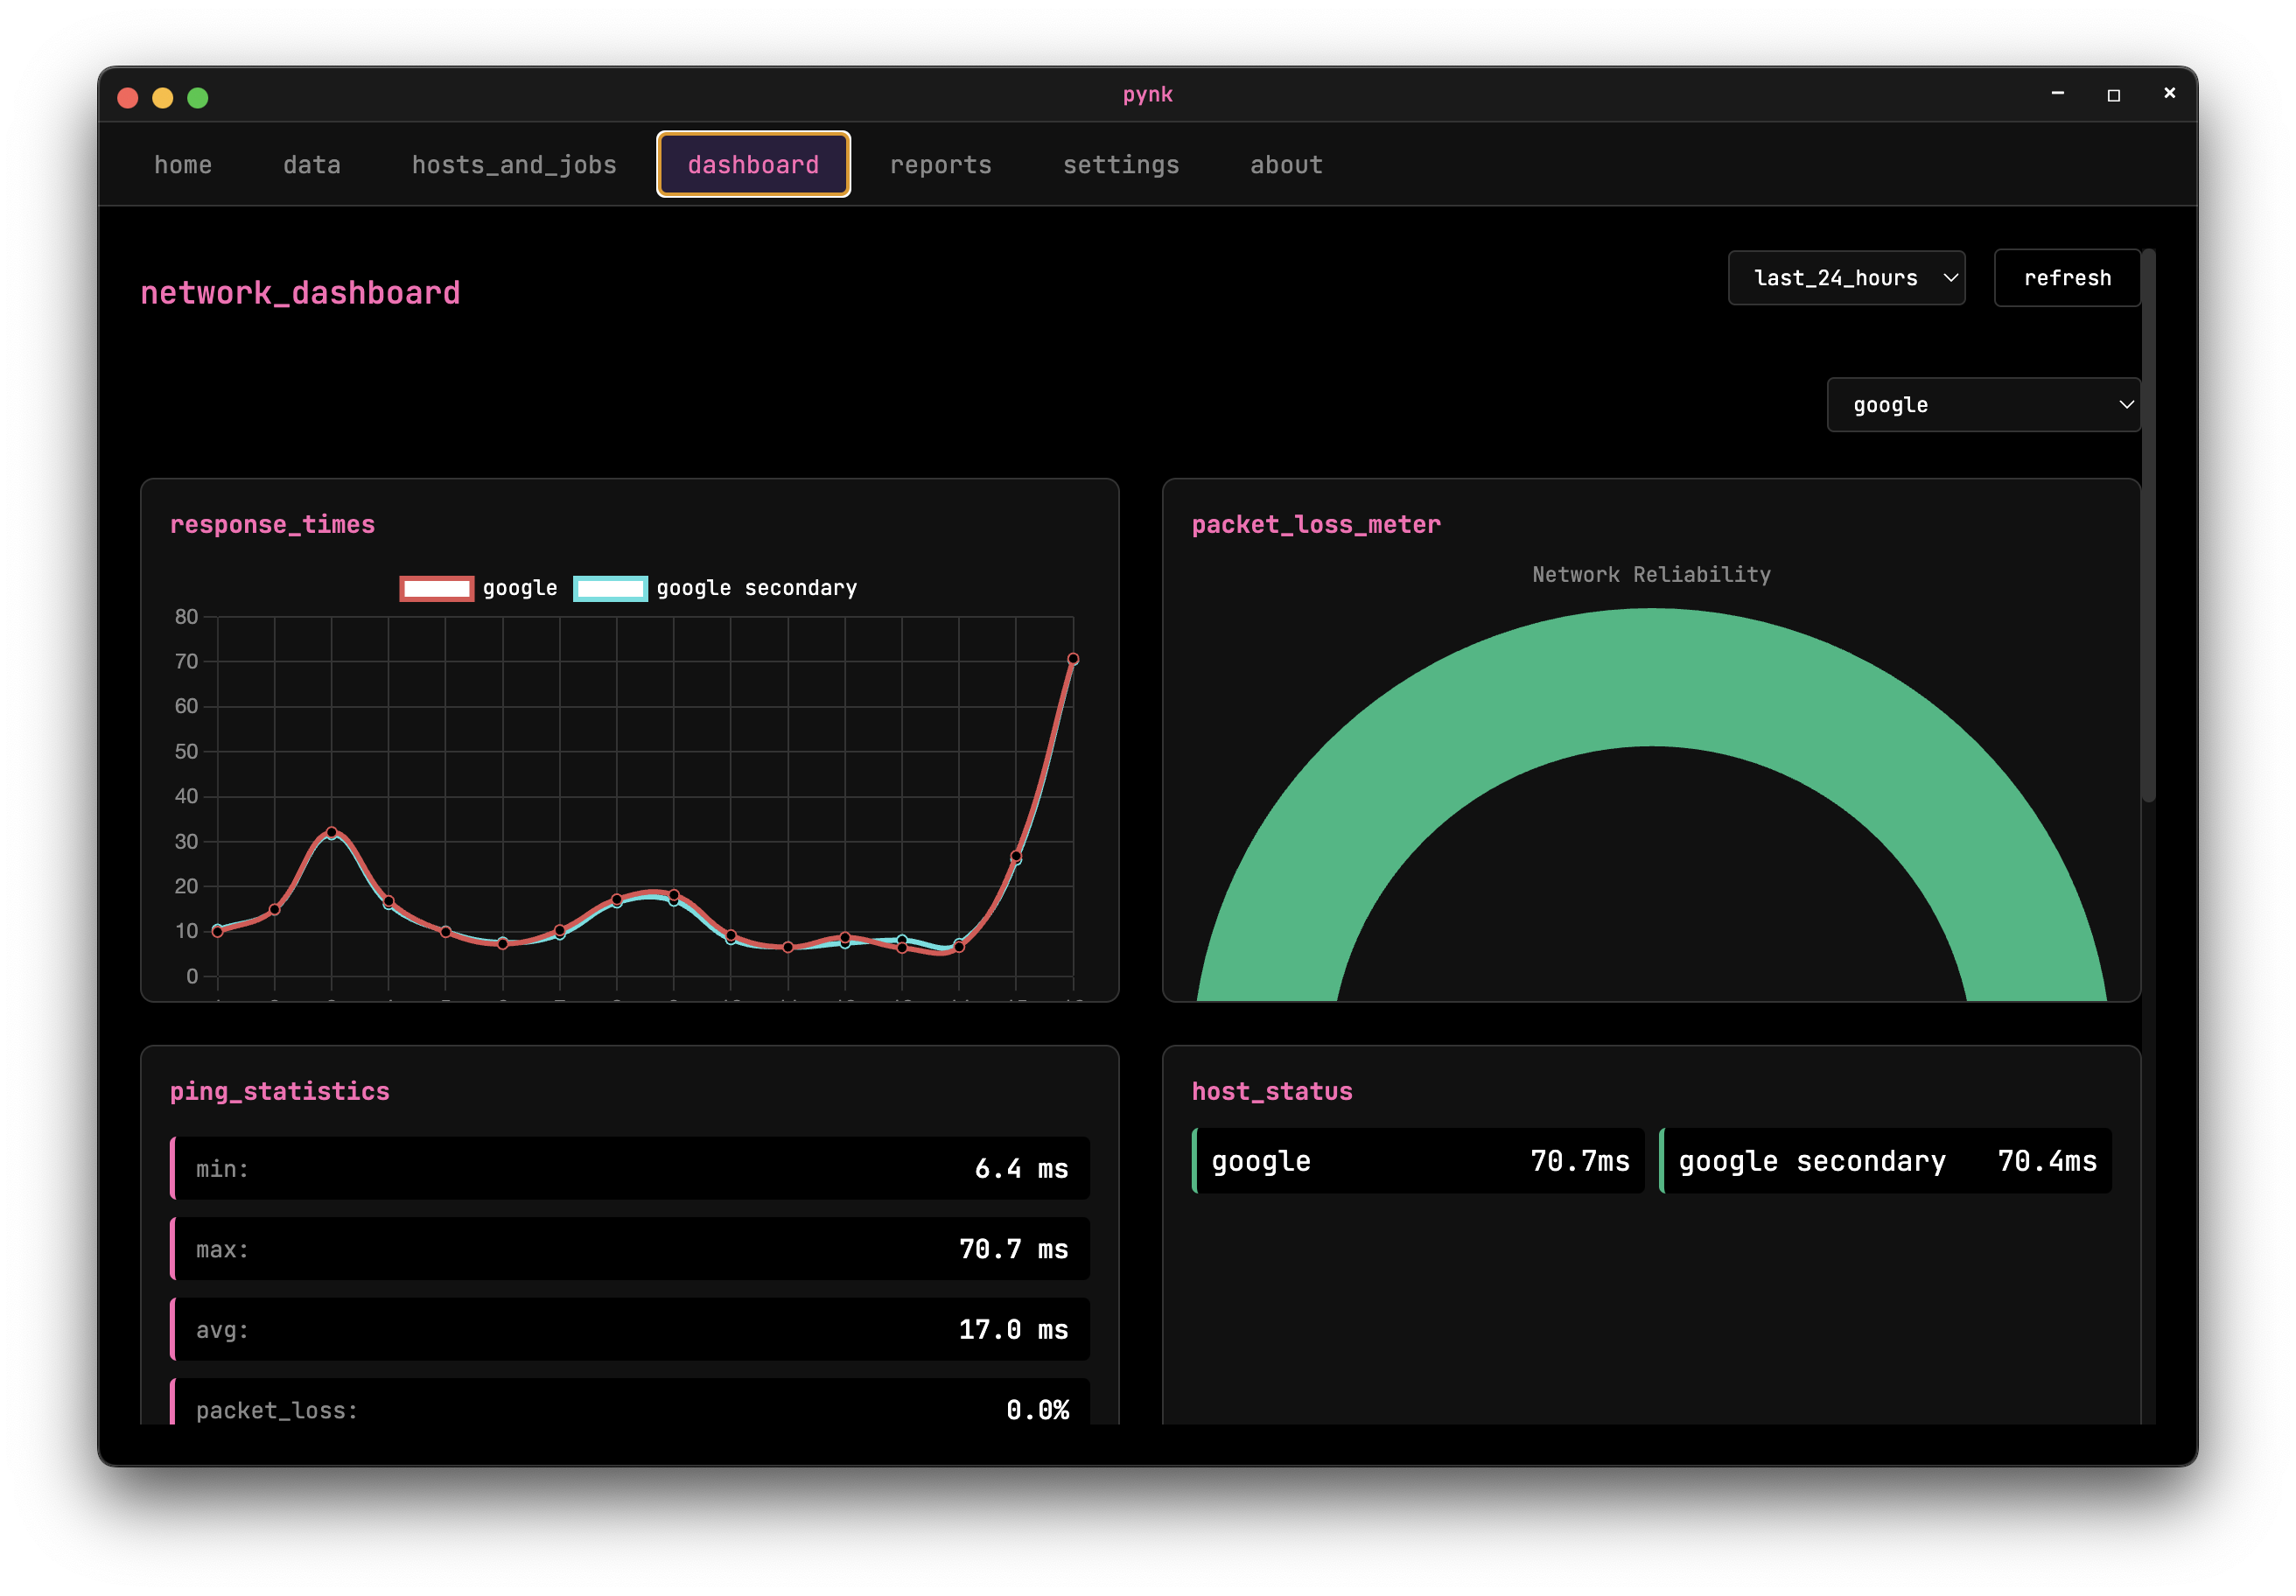 pynk
home data hosts_and_jobs dashboard reports settings about
network_dashboard
last_24_hours refresh
google
response_times
google google secondary
80
70
60
50
40
30
20
10
0
packet_loss_meter
Network Reliability
ping_statistics
min: 6.4 ms
max: 70.7 ms
avg: 17.0 ms
packet_loss: 0.0%
host_status
google 70.7ms google secondary 70.4ms